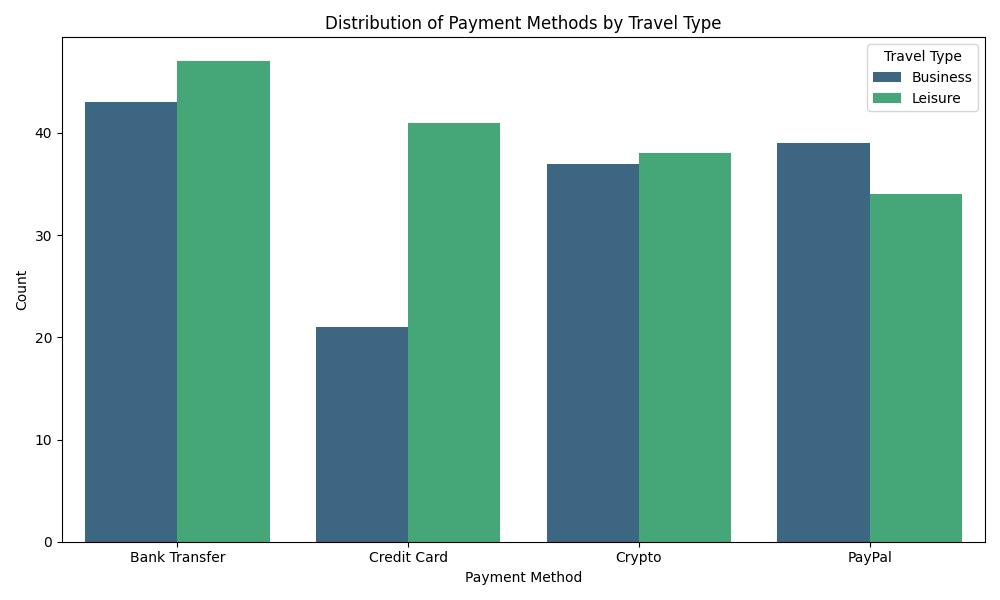 Distribution of Payment Methods by Travel Type
Travel Type
Business
Leisure
Count
40
30
20
10
0
Bank Transfer
Credit Card
Crypto
PayPal
Payment Method